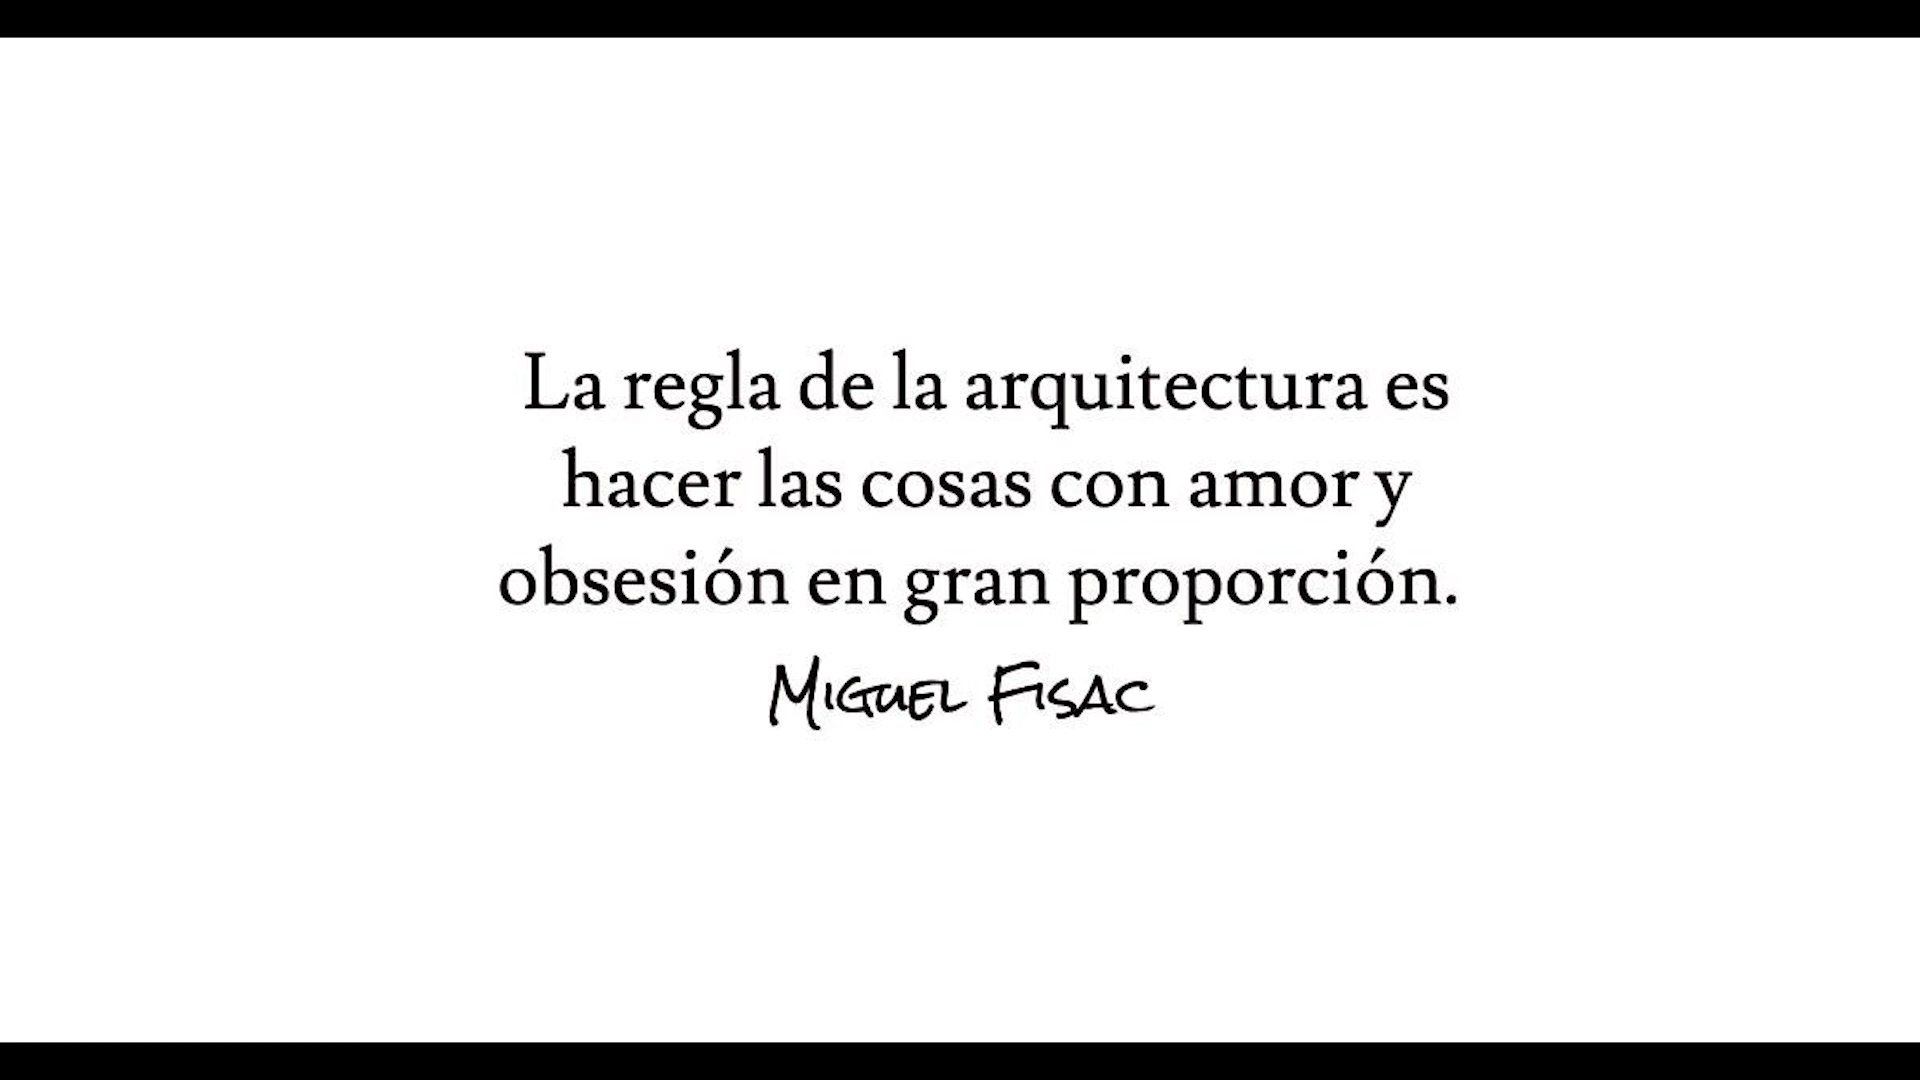 La regla de la arquitectura es
hacer las cosas con amor y
obsesión en gran proporción.
Miguel Fisac